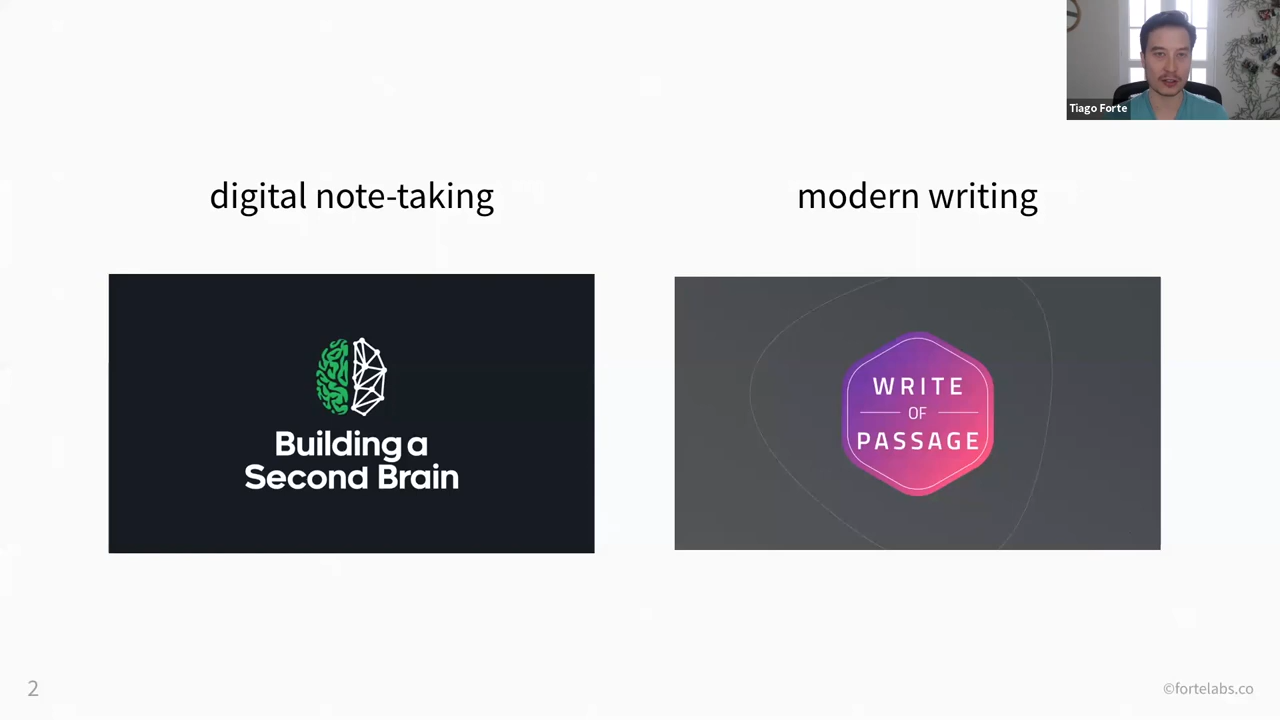 Tiago Forte
digital note-taking
modern writing
Building a
Second Brain
WRITE
OF
PASSAGE
2
©fortelabs.co